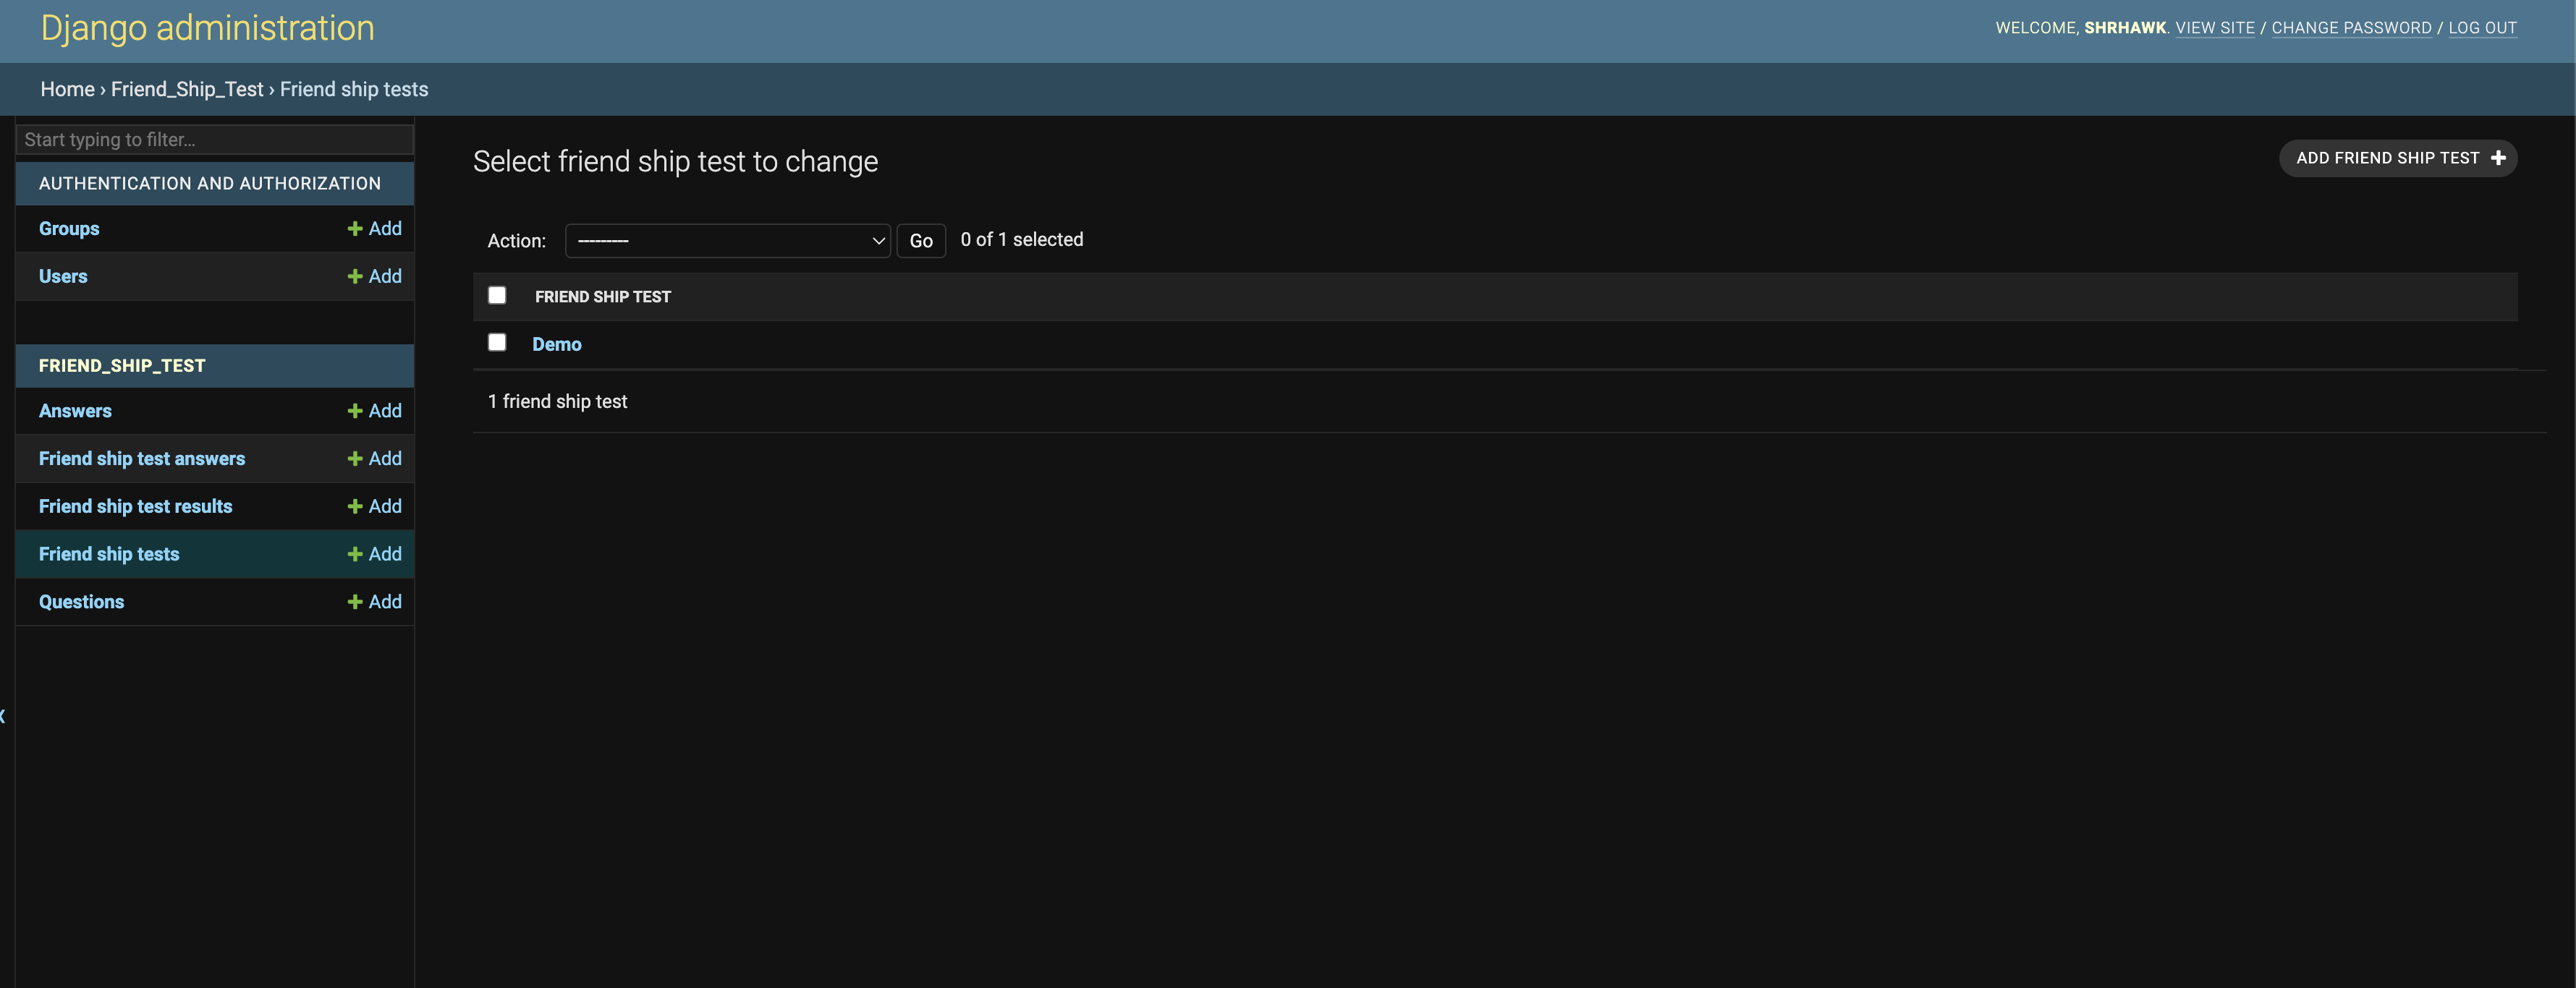 Django administration
WELCOME, SHRHAWK. VIEW SITE / CHANGE PASSWORD / LOG OUT
Home › Friend_Ship_Test › Friend ship tests
Start typing to filter...
AUTHENTICATION AND AUTHORIZATION
Groups + Add
Users + Add
FRIEND_SHIP_TEST
Answers + Add
Friend ship test answers + Add
Friend ship test results + Add
Friend ship tests + Add
Questions + Add
Select friend ship test to change
ADD FRIEND SHIP TEST +
Action: --------- Go 0 of 1 selected
FRIEND SHIP TEST
Demo
1 friend ship test